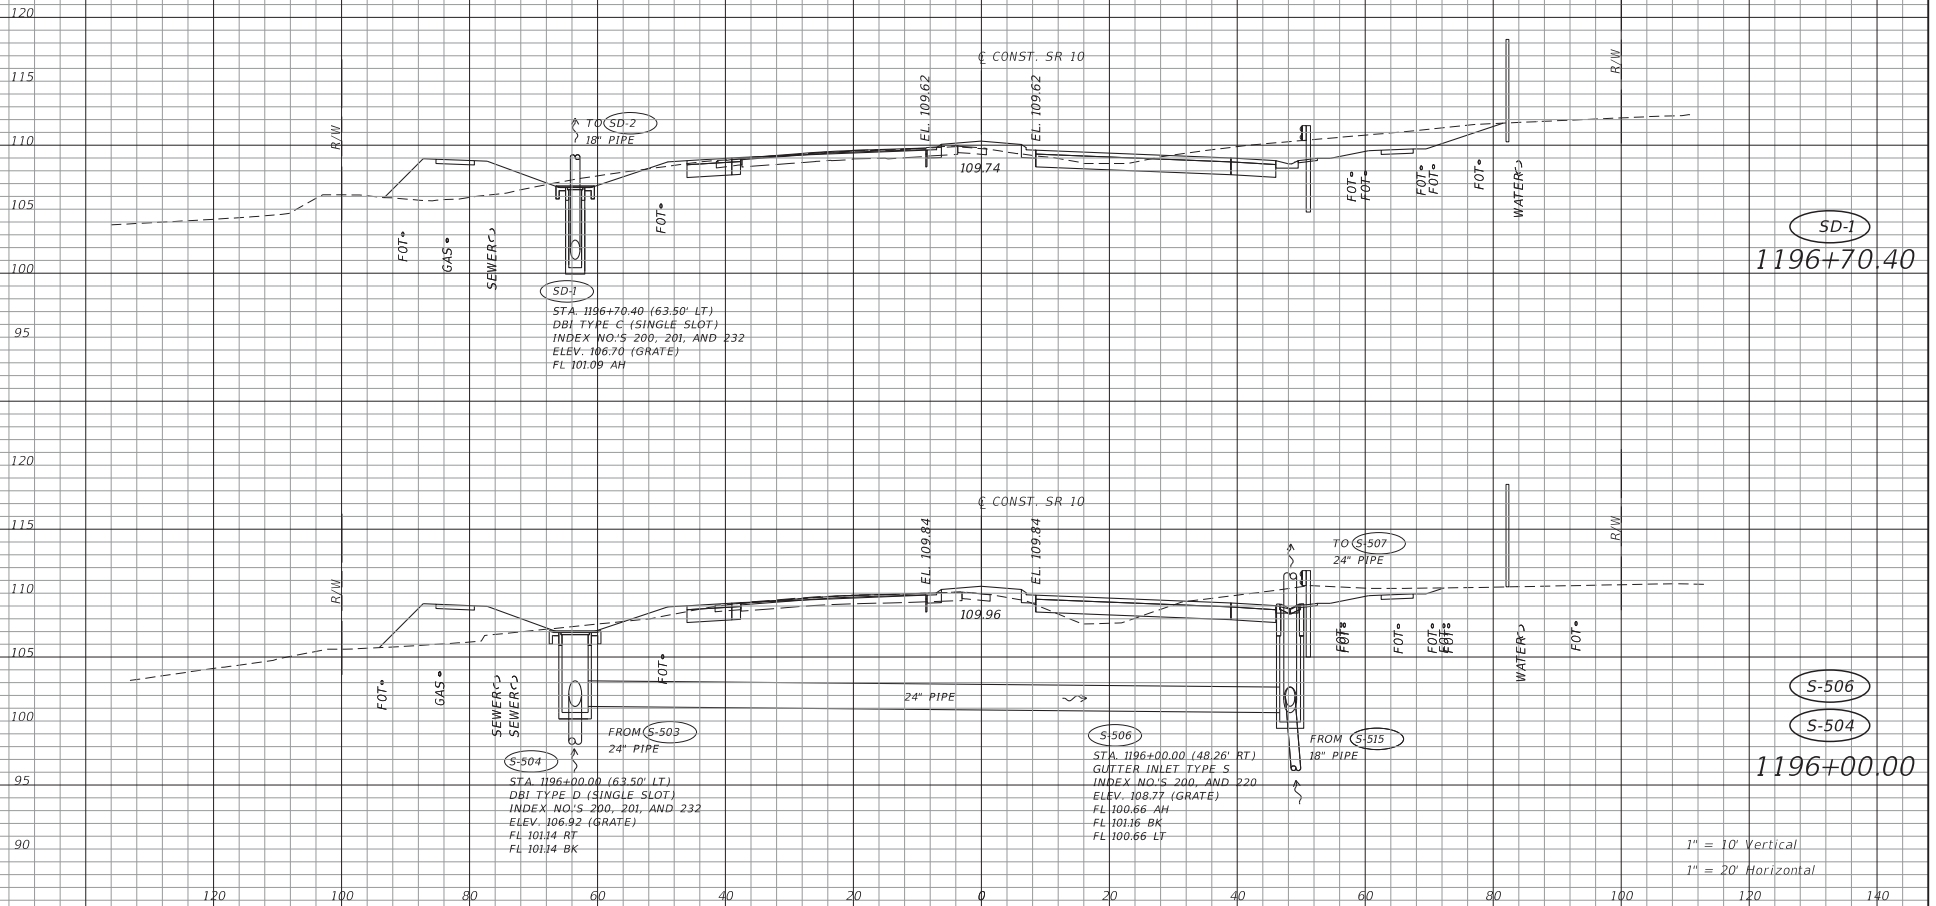 120
℄ CONST. SR 10
115
R/W
R/W
EL. 109.62
EL. 109.62
TO SD-2
18" PIPE
110
109.74
105
FOT
GAS
SEWER
FOT
FOT
FOT
FOT
FOT
FOT
WATER
SD-1
1196+70.40
100
SD-1
STA. 1196+70.40 (63.50' LT)
DBI TYPE C (SINGLE SLOT)
INDEX NO.'S 200, 201, AND 232
ELEV. 106.70 (GRATE)
FL 101.09 AH
95
120
℄ CONST. SR 10
115
R/W
R/W
EL. 109.84
EL. 109.84
TO S-507
24" PIPE
110
109.96
105
FOT
GAS
SEWER
SEWER
FOT
FOT
FOT
FOT
FOT
FOT
FOT
WATER
FOT
24" PIPE
S-506
S-504
1196+00.00
100
FROM S-503
24" PIPE
S-504
STA. 1196+00.00 (63.50' LT)
DBI TYPE D (SINGLE SLOT)
INDEX NO.'S 200, 201, AND 232
ELEV. 106.92 (GRATE)
FL 101.14 RT
FL 101.14 BK
S-506
STA. 1196+00.00 (48.26' RT)
GUTTER INLET TYPE S
INDEX NO.'S 200, AND 220
ELEV. 108.77 (GRATE)
FL 100.66 AH
FL 101.16 BK
FL 100.66 LT
FROM S-515
18" PIPE
95
90
1" = 10' Vertical
1" = 20' Horizontal
120 100 80 60 40 20 0 20 40 60 80 100 120 140